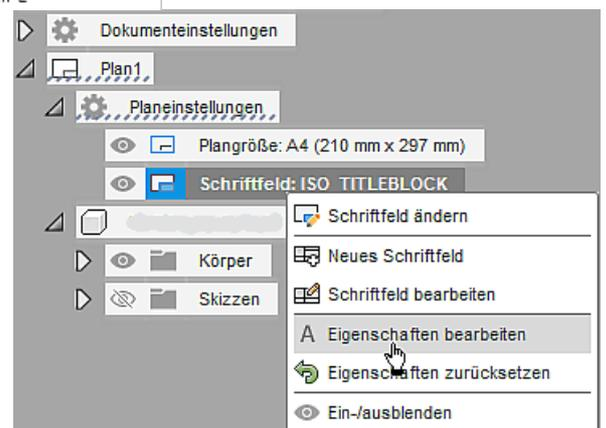 Dokumenteinstellungen
Plan1
Planeinstellungen
Plangröße: A4 (210 mm x 297 mm)
Schriftfeld: ISO_TITLEBLOCK
Schriftfeld ändern
Neues Schriftfeld
Körper
Schriftfeld bearbeiten
Skizzen
A Eigenschaften bearbeiten
Eigenschaften zurücksetzen
Ein-/ausblenden